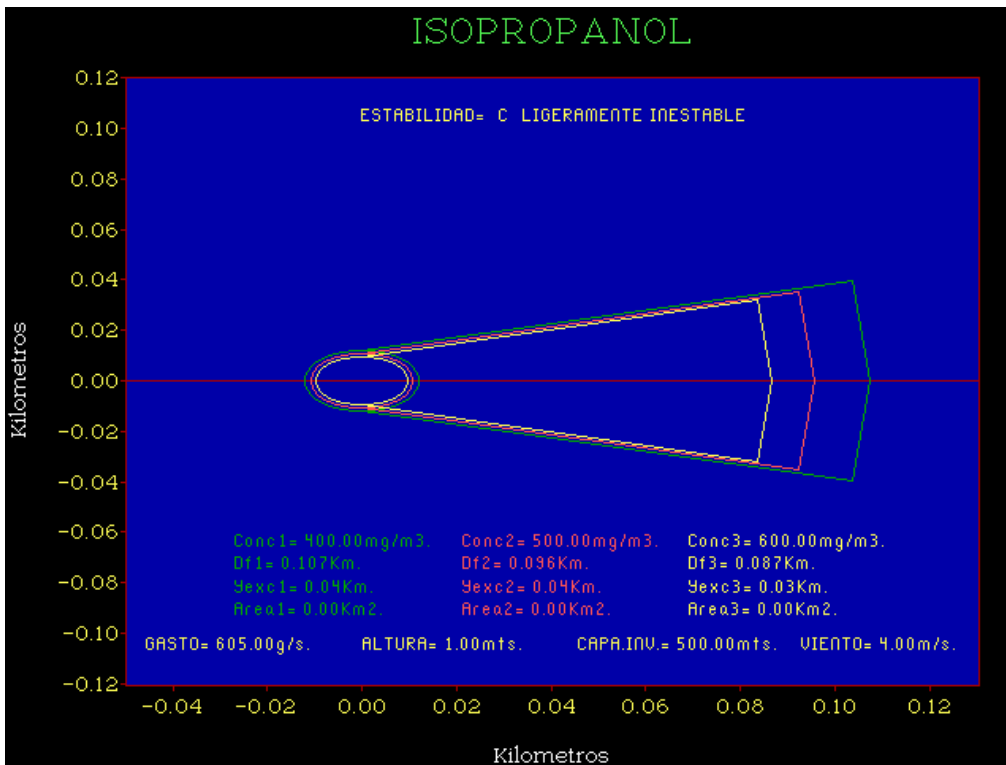 ISOPROPANOL
ESTABILIDAD= C LIGERAMENTE INESTABLE
0.12
0.10
0.08
0.06
0.04
0.02
0.00
-0.02
-0.04
-0.06
-0.08
-0.10
-0.12
Kilometros
Conc1= 400.00mg/m3. Conc2= 500.00mg/m3. Conc3= 600.00mg/m3.
Df1= 0.107Km. Df2= 0.096Km. Df3= 0.087Km.
Yexc1= 0.04Km. Yexc2= 0.04Km. Yexc3= 0.03Km.
Area1= 0.00Km2. Area2= 0.00Km2. Area3= 0.00Km2.
GASTO= 605.00g/s. ALTURA= 1.00mts. CAPA.INV.= 500.00mts. VIENTO= 4.00m/s.
-0.04 -0.02 0.00 0.02 0.04 0.06 0.08 0.10 0.12
Kilometros